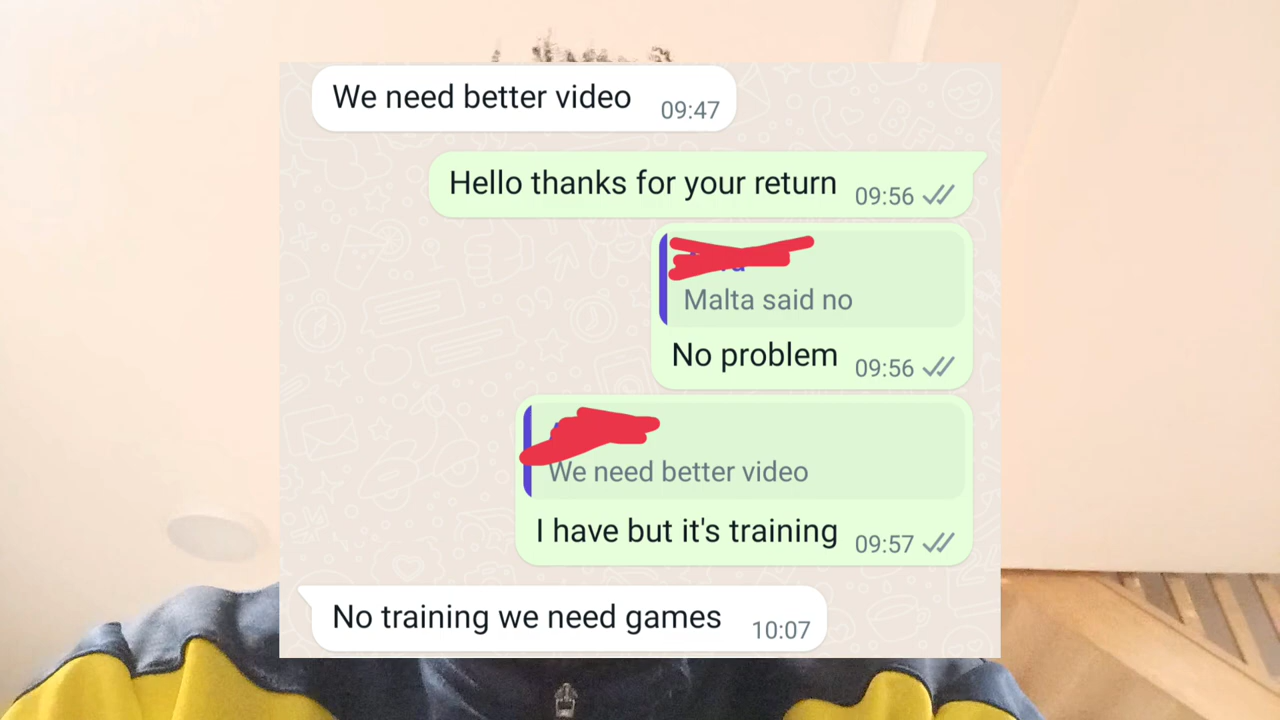 We need better video 09:47
Hello thanks for your return 09:56
Malta said no
No problem 09:56
We need better video
I have but it's training 09:57
No training we need games 10:07